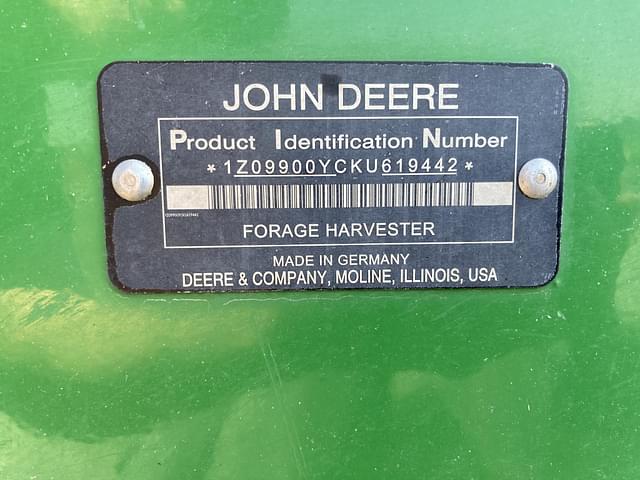 JOHN DEERE
Product Identification Number
*1Z09900YCKU619442*
FORAGE HARVESTER
MADE IN GERMANY
DEERE & COMPANY, MOLINE, ILLINOIS, USA